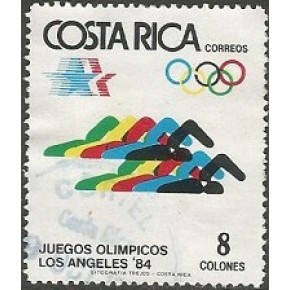 COSTA RICA
CORREOS
JUEGOS OLIMPICOS
LOS ANGELES '84
8
COLONES
LITOGRAFIA TREJOS - COSTA RICA